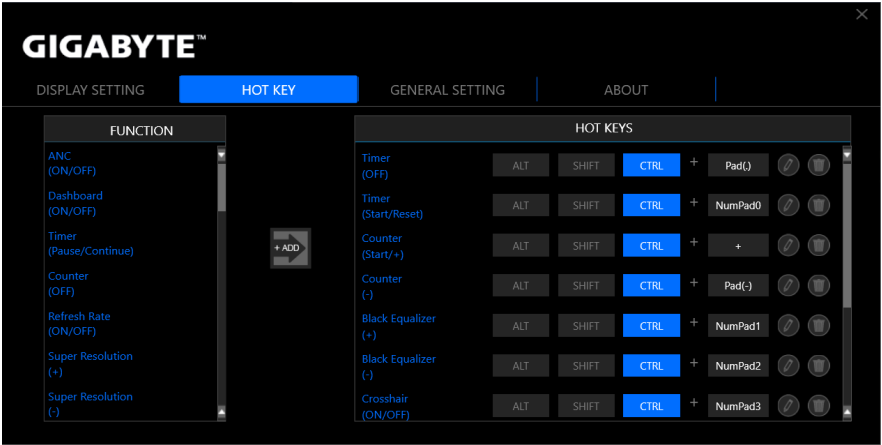 GIGABYTE™
DISPLAY SETTING HOT KEY GENERAL SETTING ABOUT
FUNCTION
ANC
(ON/OFF)
Dashboard
(ON/OFF)
Timer
(Pause/Continue)
Counter
(OFF)
Refresh Rate
(ON/OFF)
Super Resolution
(+)
Super Resolution
(-)
+ ADD
HOT KEYS
Timer
(OFF)
ALT SHIFT CTRL + Pad(.)
Timer
(Start/Reset)
ALT SHIFT CTRL + NumPad0
Counter
(Start/+)
ALT SHIFT CTRL + +
Counter
(-)
ALT SHIFT CTRL + Pad(-)
Black Equalizer
(+)
ALT SHIFT CTRL + NumPad1
Black Equalizer
(-)
ALT SHIFT CTRL + NumPad2
Crosshair
(ON/OFF)
ALT SHIFT CTRL + NumPad3